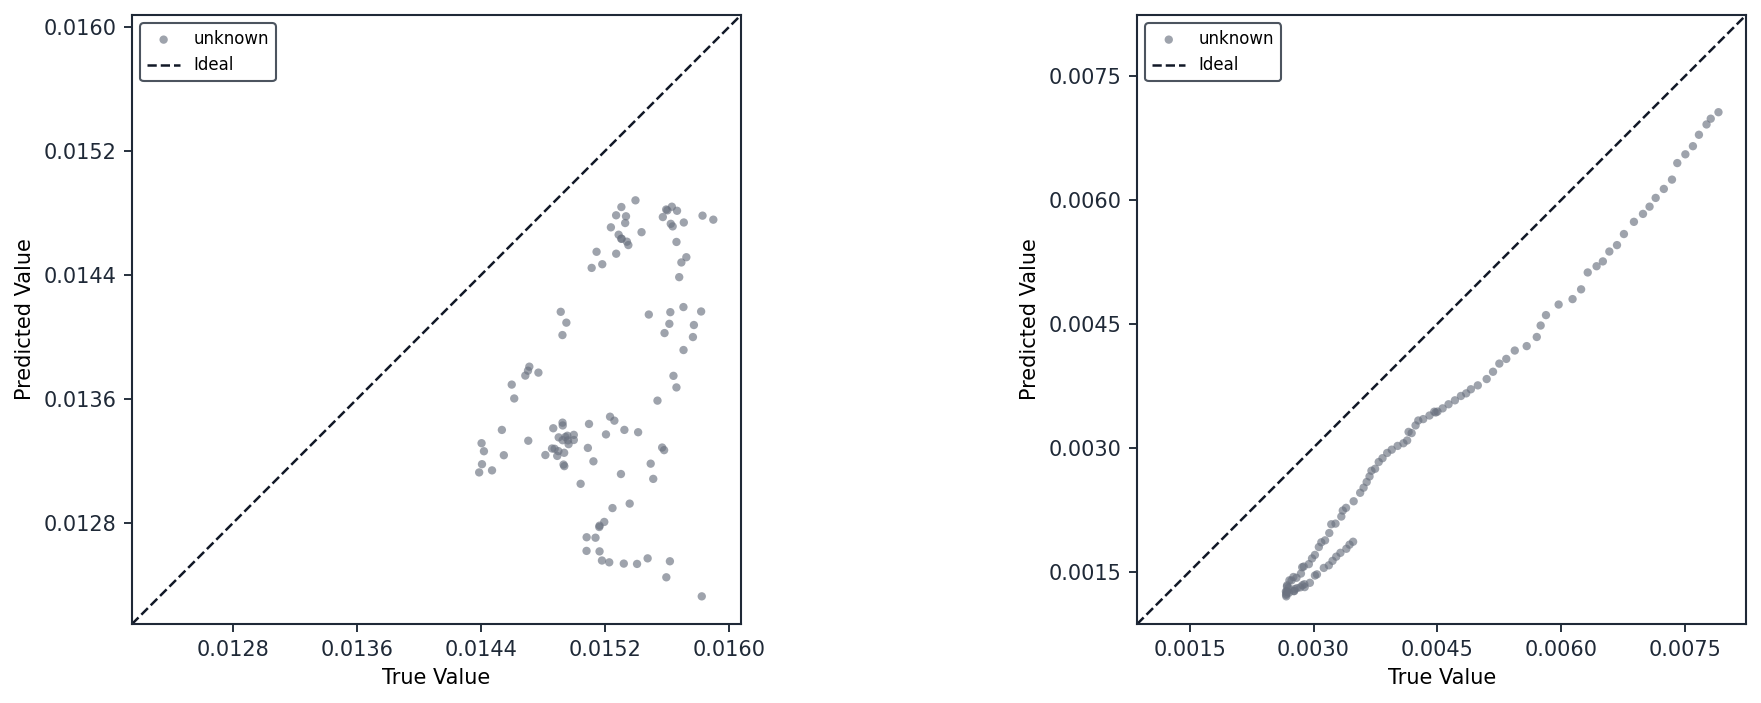 unknown
Ideal
0.0160
0.0152
0.0144
0.0136
0.0128
Predicted Value
0.0128 0.0136 0.0144 0.0152 0.0160
True Value
unknown
Ideal
0.0075
0.0060
0.0045
0.0030
0.0015
Predicted Value
0.0015 0.0030 0.0045 0.0060 0.0075
True Value